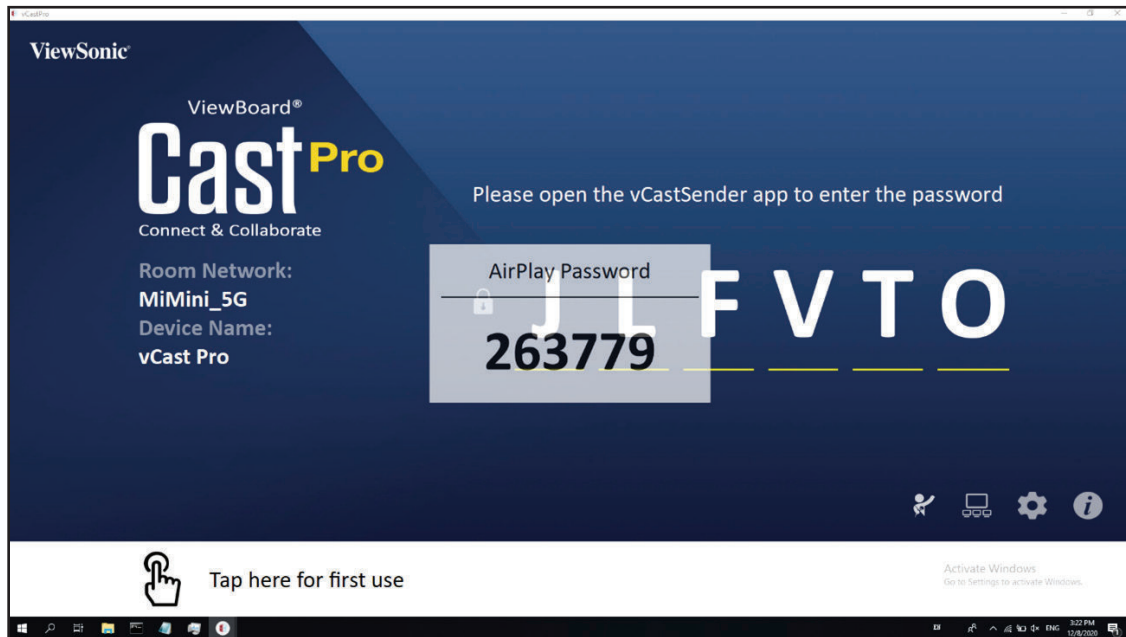 vCastPro
ViewSonic®
ViewBoard®
Cast Pro
Connect & Collaborate
Room Network:
MiMini_5G
Device Name:
vCast Pro
Please open the vCastSender app to enter the password
AirPlay Password
263779
J L F V T O
Tap here for first use
Activate Windows
Go to Settings to activate Windows.
ENG
3:22 PM
12/8/2020